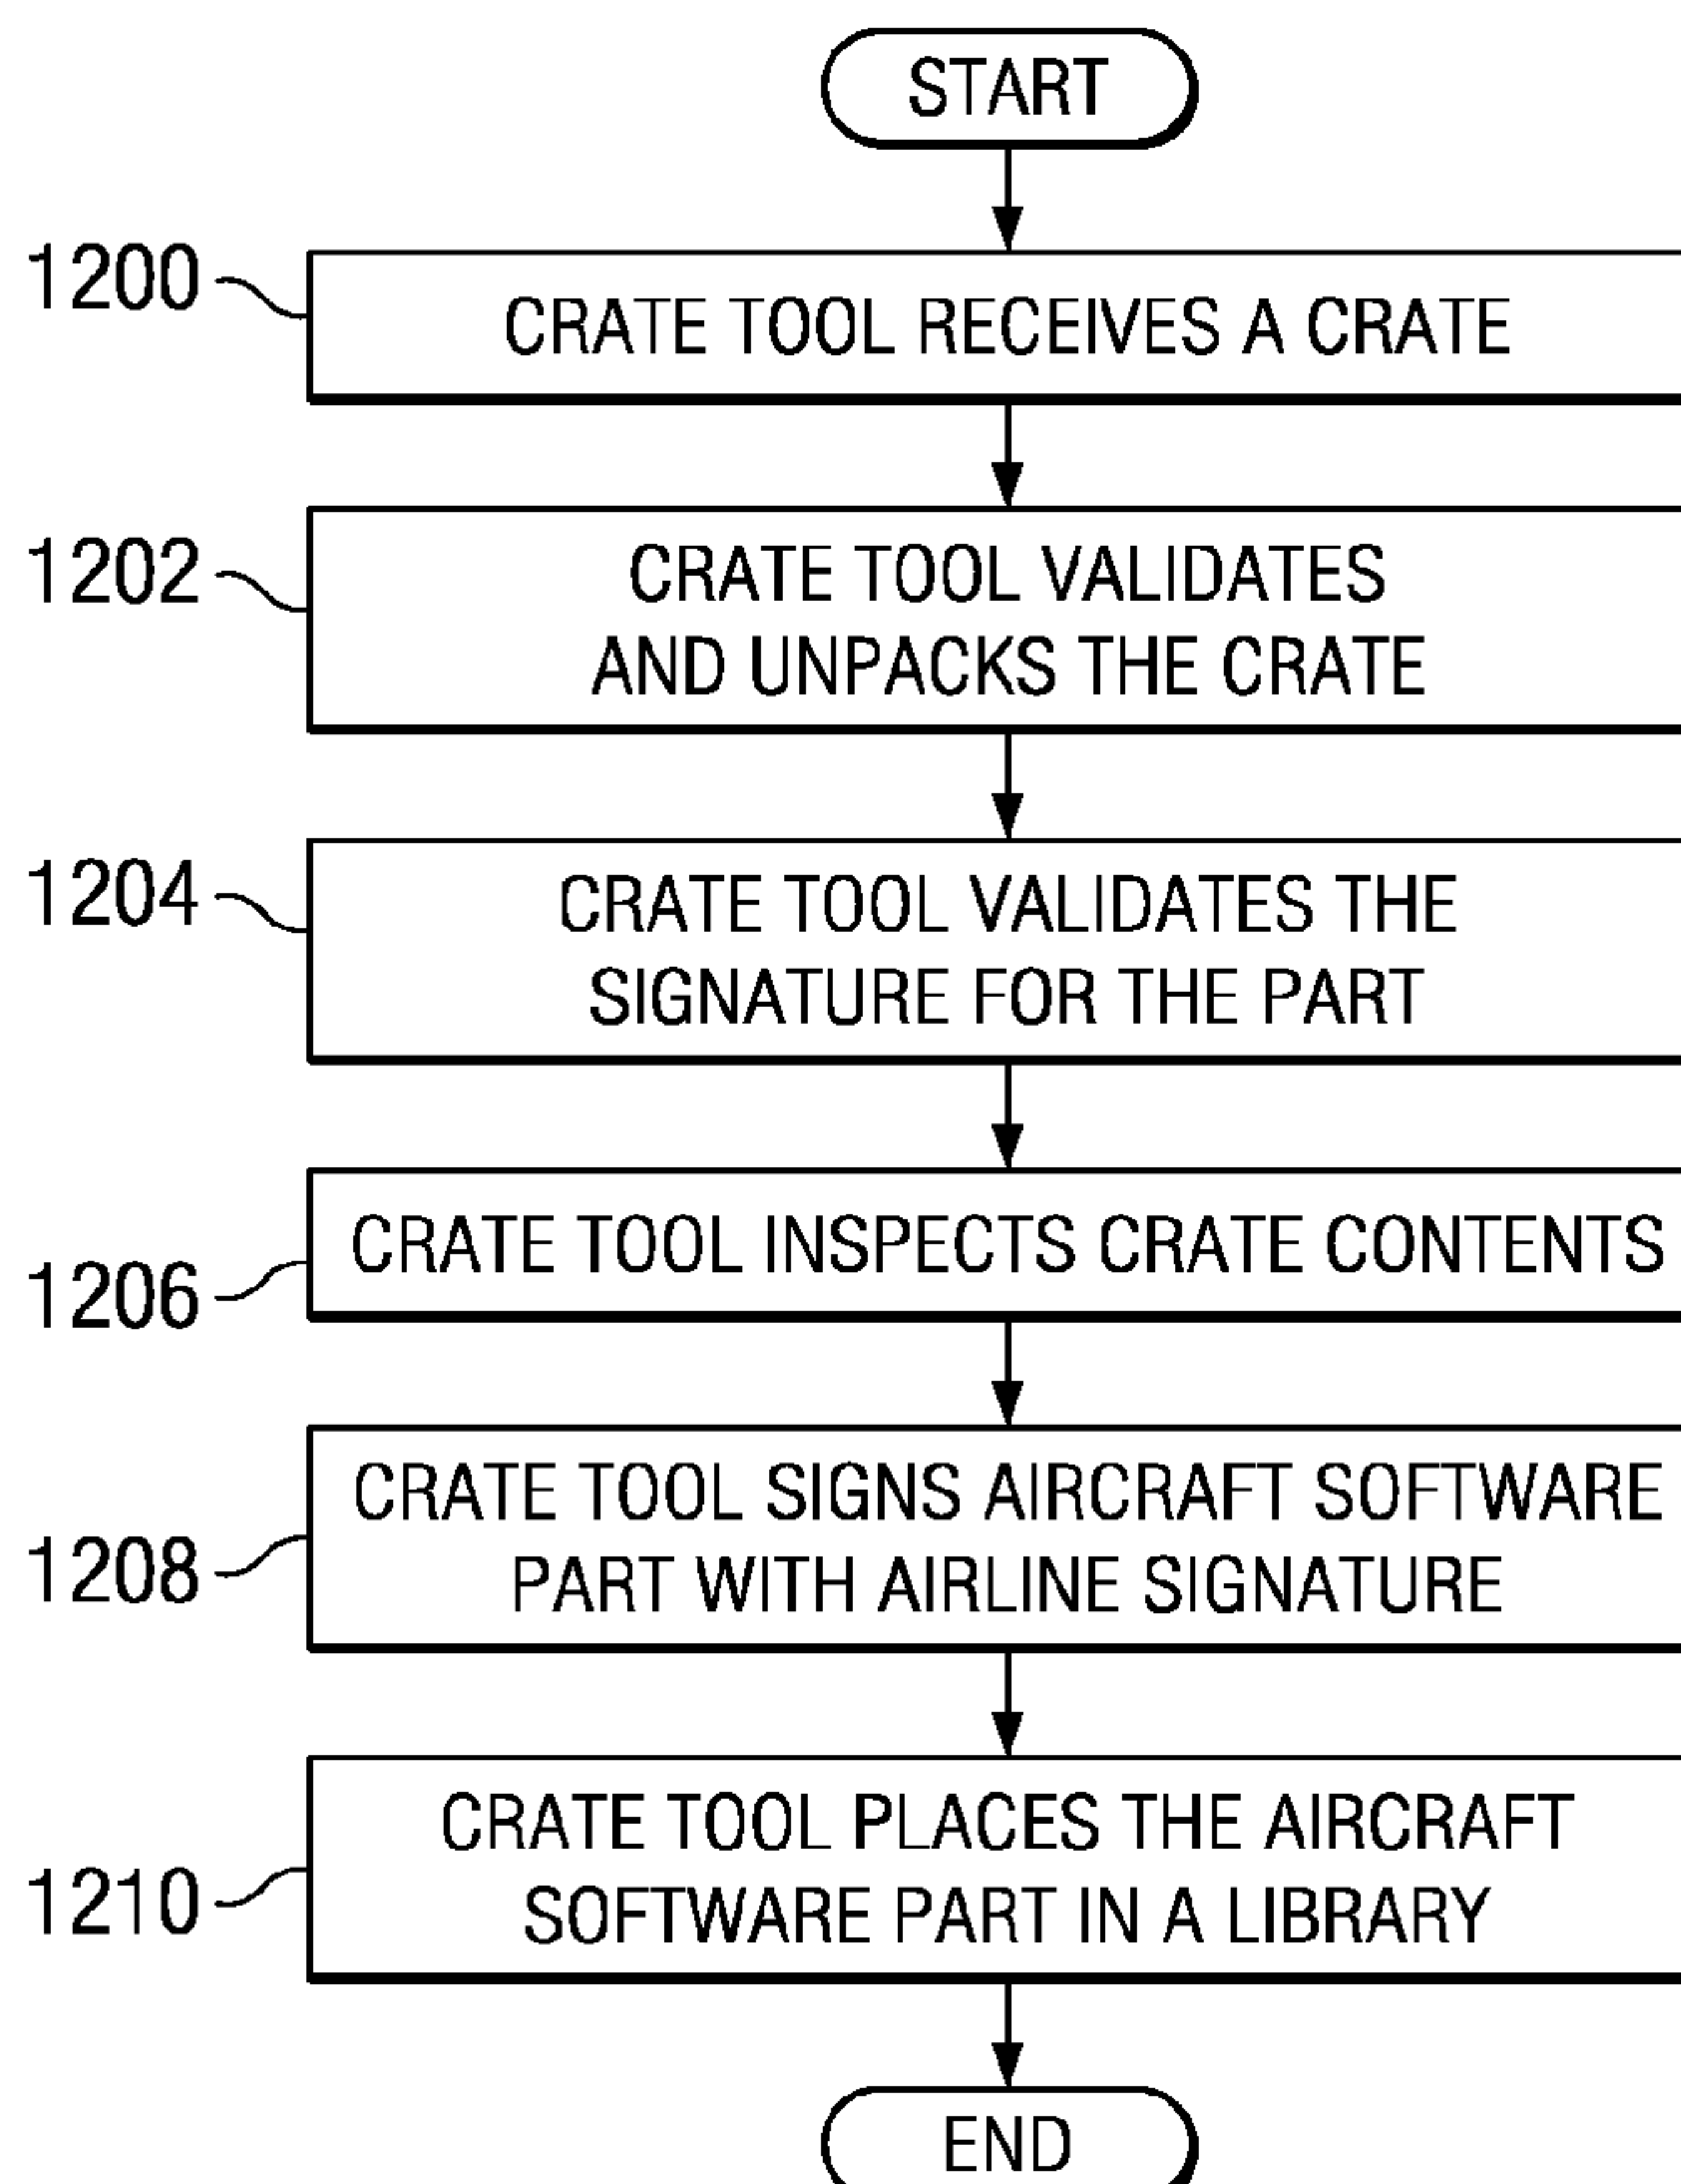 START
1200
CRATE TOOL RECEIVES A CRATE
1202
CRATE TOOL VALIDATES
AND UNPACKS THE CRATE
1204
CRATE TOOL VALIDATES THE
SIGNATURE FOR THE PART
1206
CRATE TOOL INSPECTS CRATE CONTENTS
1208
CRATE TOOL SIGNS AIRCRAFT SOFTWARE
PART WITH AIRLINE SIGNATURE
1210
CRATE TOOL PLACES THE AIRCRAFT
SOFTWARE PART IN A LIBRARY
END